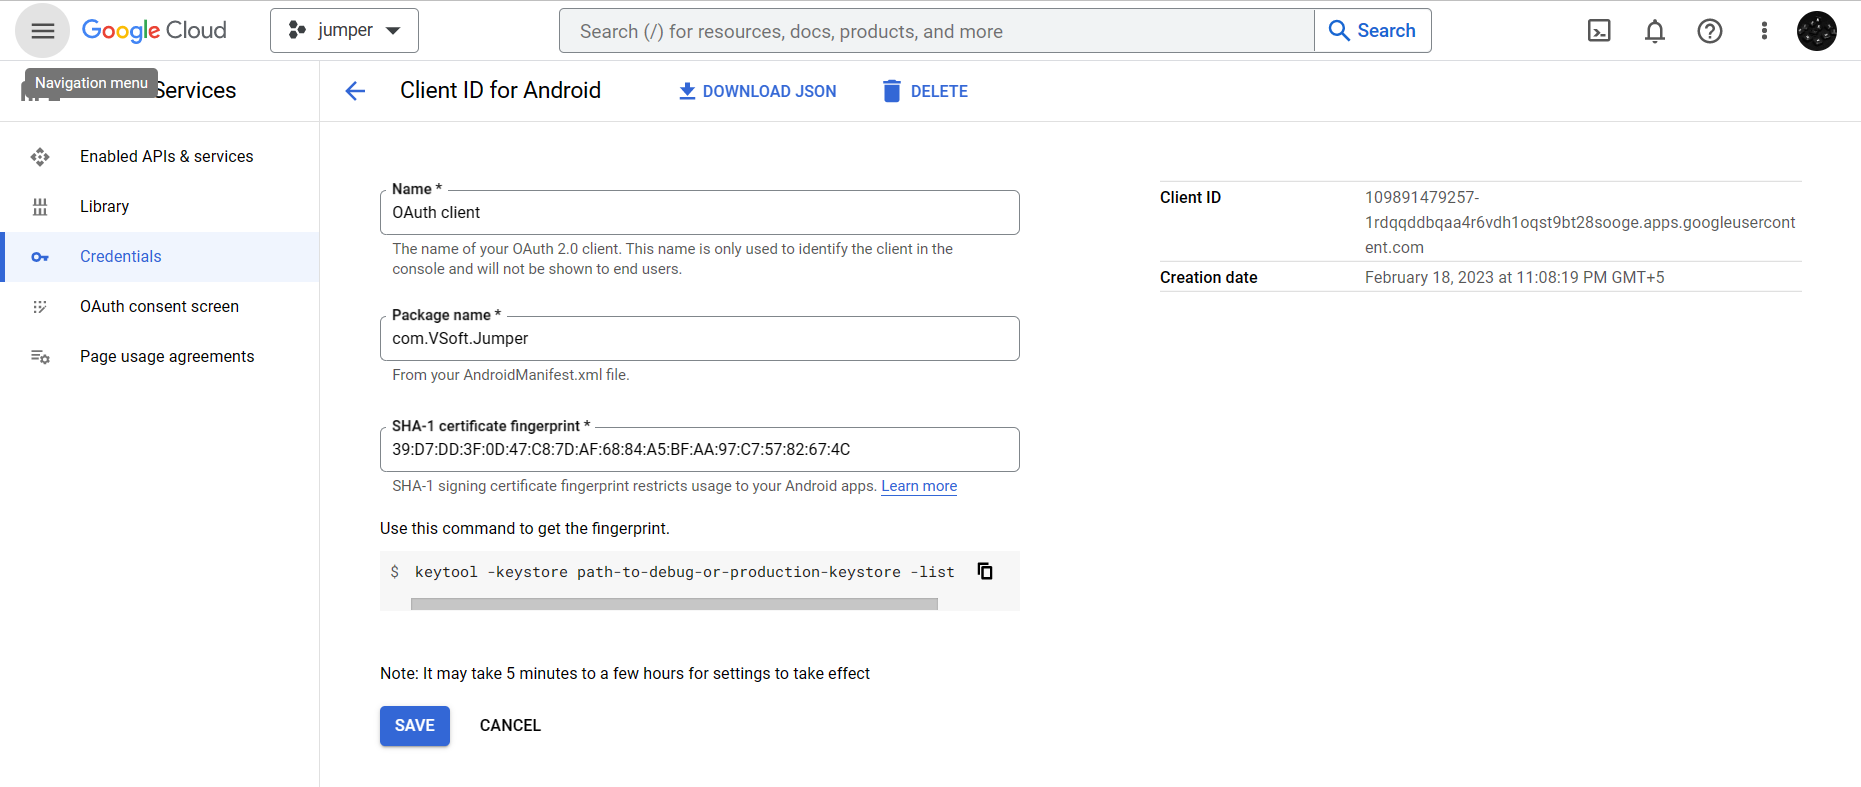 Google Cloud
jumper
Search (/) for resources, docs, products, and more
Search
Navigation menu
Services
Client ID for Android
DOWNLOAD JSON
DELETE
Enabled APIs & services
Library
Credentials
OAuth consent screen
Page usage agreements
Name *
OAuth client
The name of your OAuth 2.0 client. This name is only used to identify the client in the
console and will not be shown to end users.
Package name *
com.VSoft.Jumper
From your AndroidManifest.xml file.
SHA-1 certificate fingerprint *
39:D7:DD:3F:0D:47:C8:7D:AF:68:84:A5:BF:AA:97:C7:57:82:67:4C
SHA-1 signing certificate fingerprint restricts usage to your Android apps. Learn more
Use this command to get the fingerprint.
$ keytool -keystore path-to-debug-or-production-keystore -list
Note: It may take 5 minutes to a few hours for settings to take effect
SAVE
CANCEL
Client ID
109891479257-
1rdqqddbqaa4r6vdh1oqst9bt28sooge.apps.googleusercont
ent.com
Creation date
February 18, 2023 at 11:08:19 PM GMT+5